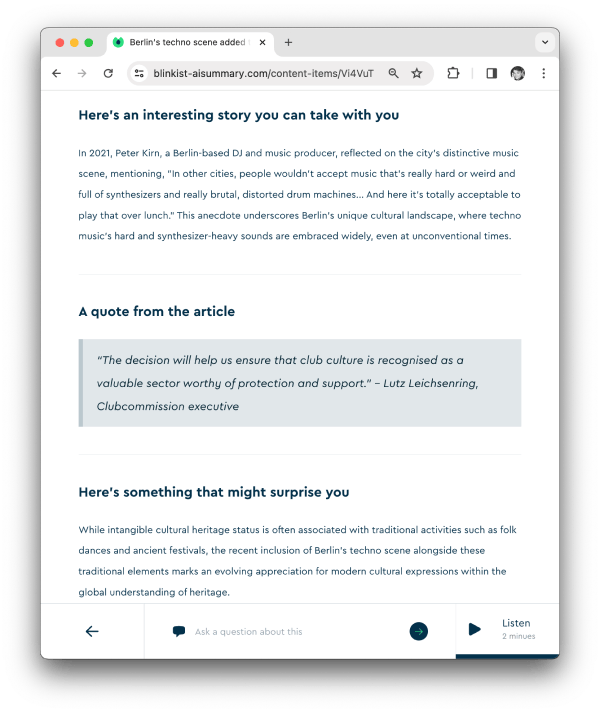 Berlin's techno scene added
blinkist-aisummary.com/content-items/Vi4VuT
Here's an interesting story you can take with you
In 2021, Peter Kirn, a Berlin-based DJ and music producer, reflected on the city's distinctive music
scene, mentioning, “In other cities, people wouldn't accept music that's really hard or weird and
full of synthesizers and really brutal, distorted drum machines... And here it's totally acceptable to
play that over lunch.” This anecdote underscores Berlin's unique cultural landscape, where techno
music's hard and synthesizer-heavy sounds are embraced widely, even at unconventional times.
A quote from the article
“The decision will help us ensure that club culture is recognised as a
valuable sector worthy of protection and support.” – Lutz Leichsenring,
Clubcommission executive
Here's something that might surprise you
While intangible cultural heritage status is often associated with traditional activities such as folk
dances and ancient festivals, the recent inclusion of Berlin's techno scene alongside these
traditional elements marks an evolving appreciation for modern cultural expressions within the
global understanding of heritage.
Ask a question about this
Listen
2 minues